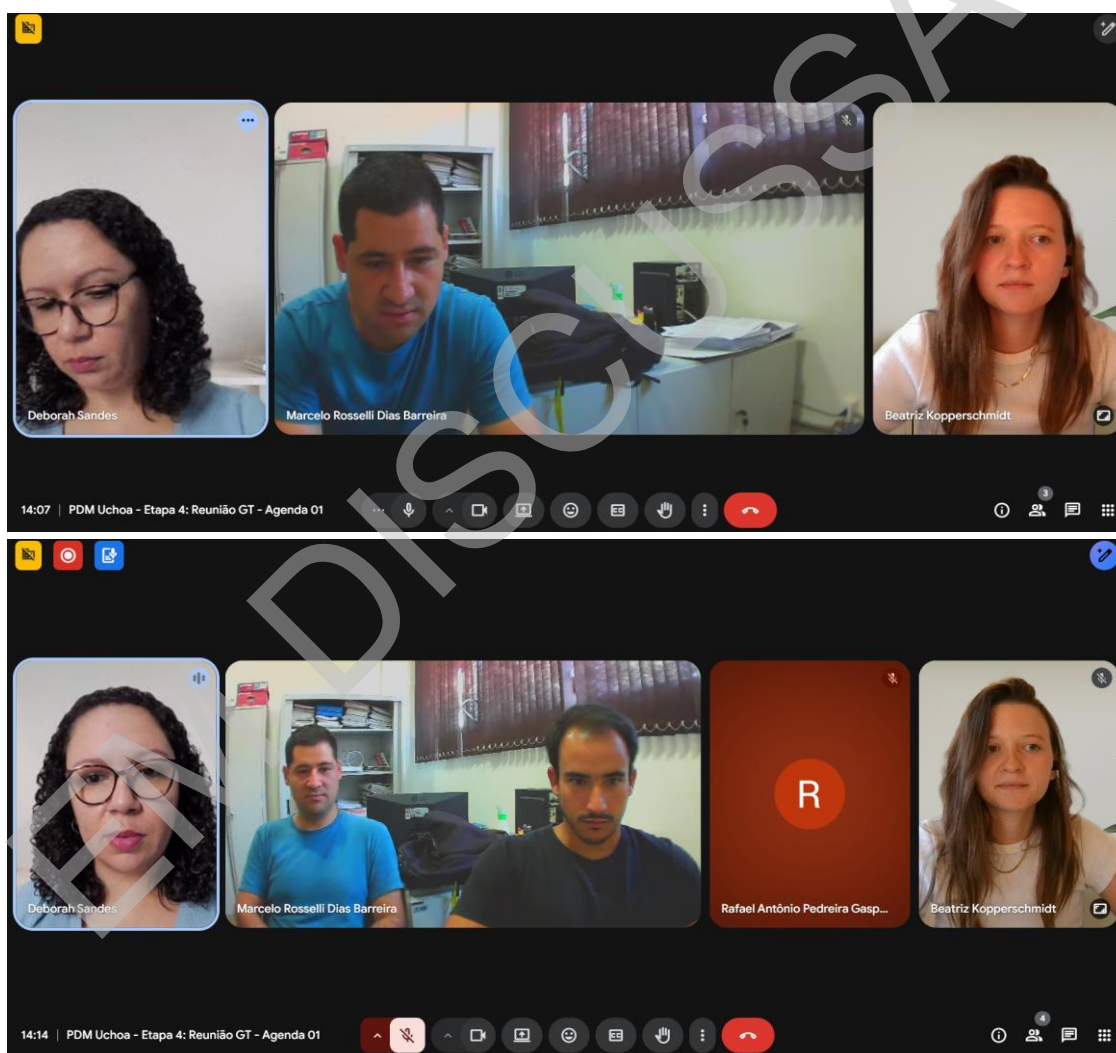 Deborah Sandes
Marcelo Rosselli Dias Barreira
Beatriz Kopperschmidt
3
14:07 | PDM Uchoa - Etapa 4: Reunião GT - Agenda 01
R
Deborah Sandes
Marcelo Rosselli Dias Barreira
Rafael Antônio Pedreira Gasp...
Beatriz Kopperschmidt
4
14:14 | PDM Uchoa - Etapa 4: Reunião GT - Agenda 01
EM DISCUSSÃ